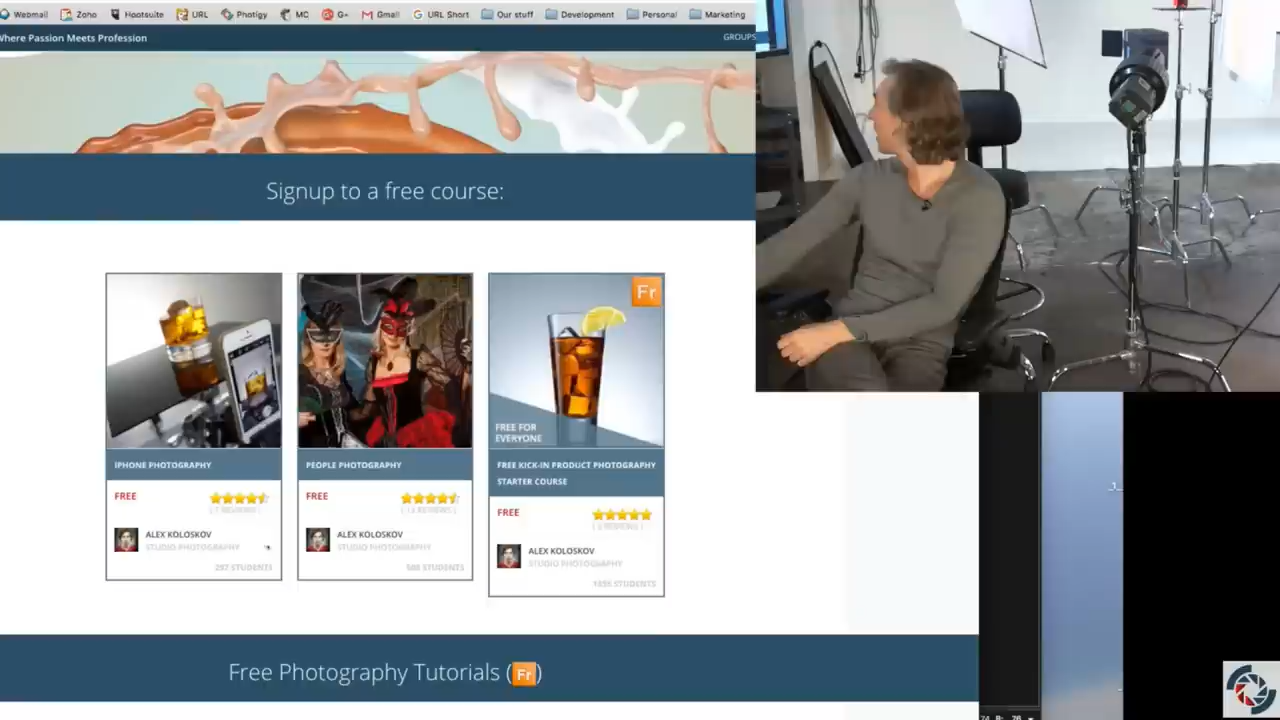 Webmail Zoho Hootsuite URL Photigy MC G+ Gmail URL Short Our stuff Development Personal Marketing
Where Passion Meets Profession
GROUPS
Signup to a free course:
Fr
FREE FOR
EVERYONE
IPHONE PHOTOGRAPHY
FREE
ALEX KOLOSKOV
STUDIO PHOTOGRAPHY
PEOPLE PHOTOGRAPHY
FREE
ALEX KOLOSKOV
STUDIO PHOTOGRAPHY
FREE KICK-IN PRODUCT PHOTOGRAPHY
STARTER COURSE
FREE
ALEX KOLOSKOV
STUDIO PHOTOGRAPHY
Free Photography Tutorials (Fr)